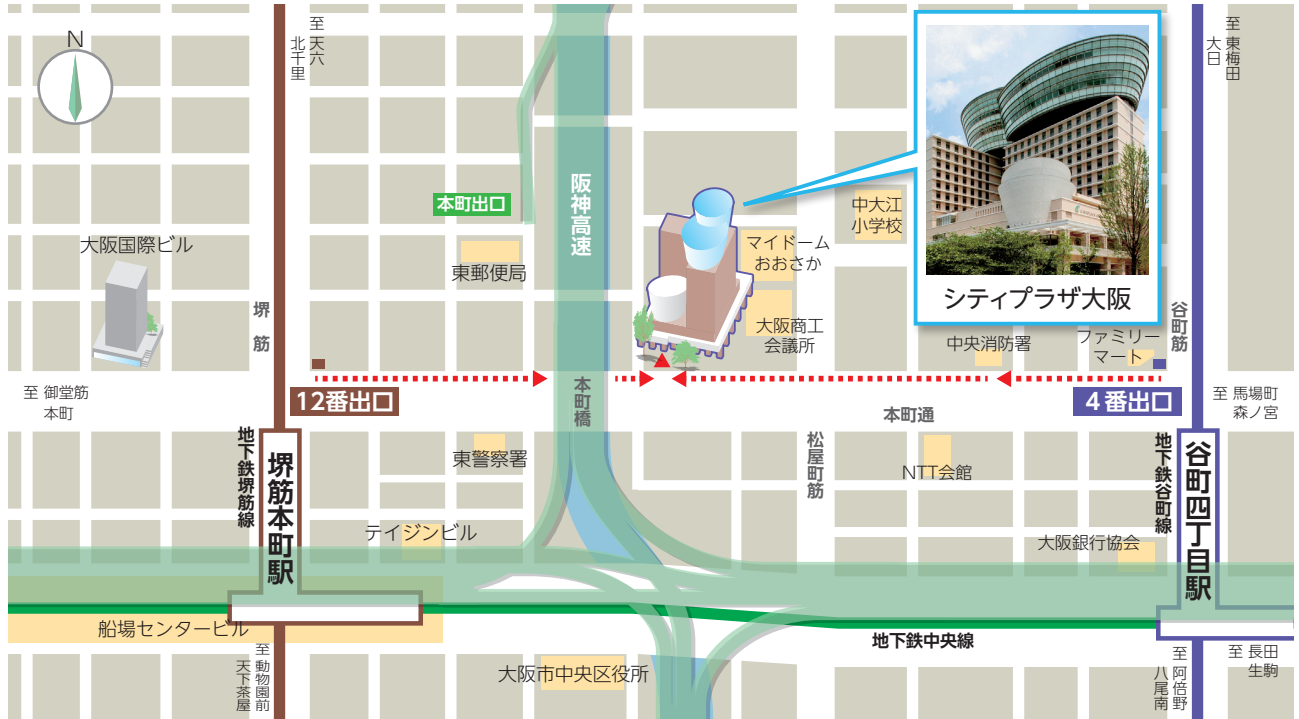 N
至 天六
北千里
至 東梅田
大日
本町出口
阪神高速
大阪国際ビル
東郵便局
マイドーム
おおさか
中大江
小学校
シティプラザ大阪
堺筋
大阪商工
会議所
中央消防署
ファミリー
マート
谷町筋
至 御堂筋
本町
12番出口
本町橋
本町通
4番出口
至 馬場町
森ノ宮
地下鉄堺筋線
堺筋本町駅
東警察署
松屋町筋
NTT会館
地下鉄谷町線
谷町四丁目駅
テイジンビル
大阪銀行協会
船場センタービル
地下鉄中央線
至 動物園前
天下茶屋
大阪市中央区役所
至 阿倍野
八尾南
至 長田
生駒